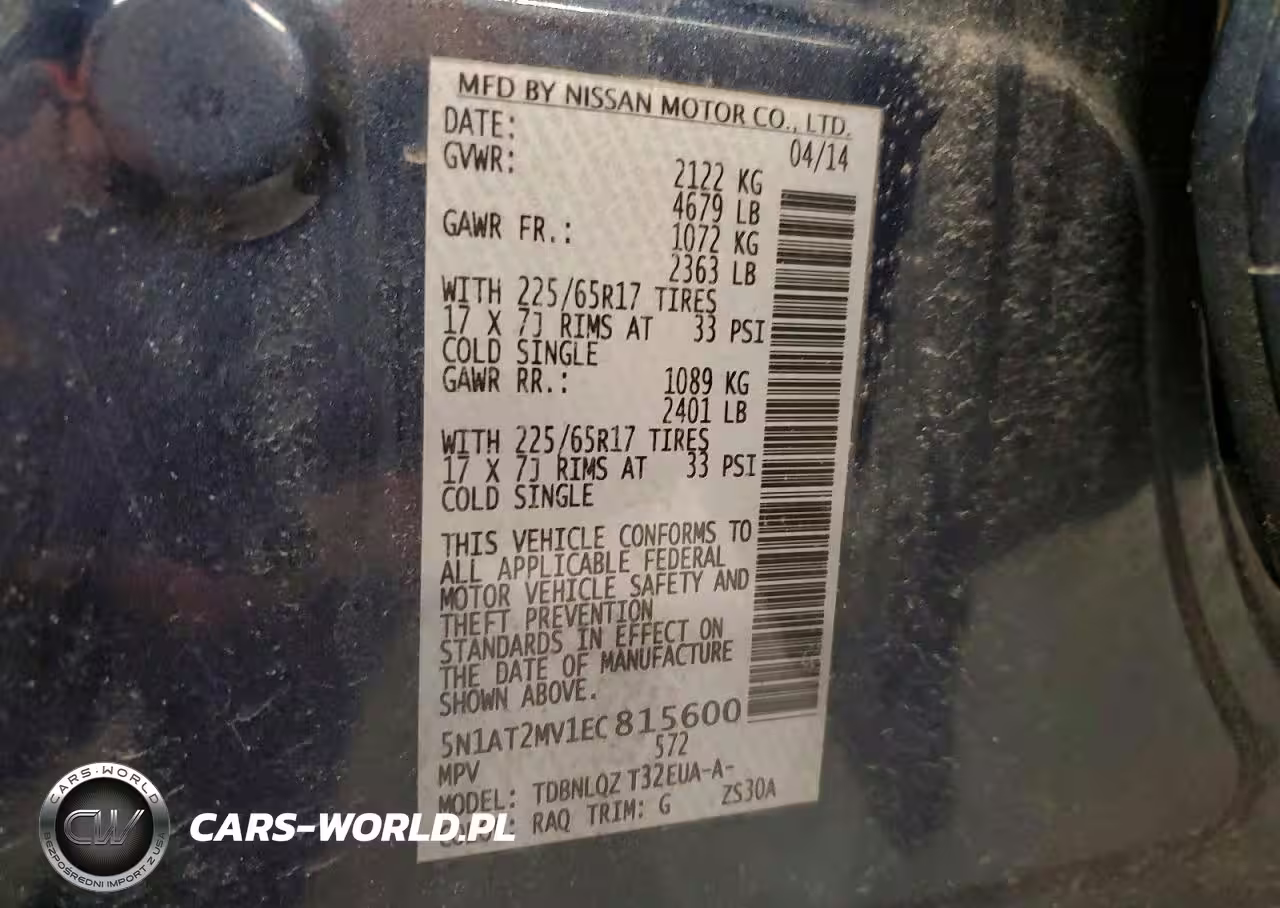 MFD BY NISSAN MOTOR CO., LTD.
DATE: 04/14
GVWR: 2122 KG
4679 LB
GAWR FR.: 1072 KG
2363 LB
WITH 225/65R17 TIRES
17 X 7J RIMS AT 33 PSI
COLD SINGLE
GAWR RR.: 1089 KG
2401 LB
WITH 225/65R17 TIRES
17 X 7J RIMS AT 33 PSI
COLD SINGLE
THIS VEHICLE CONFORMS TO
ALL APPLICABLE FEDERAL
MOTOR VEHICLE SAFETY AND
THEFT PREVENTION
STANDARDS IN EFFECT ON
THE DATE OF MANUFACTURE
SHOWN ABOVE.
5N1AT2MV1EC815600
572
MPV
MODEL: TDBNLQZ T32EUA-A-
ZS30A
RAQ TRIM: G
CARS-WORLD
CW
BEZPOŚREDNI IMPORT Z USA
CARS-WORLD.PL